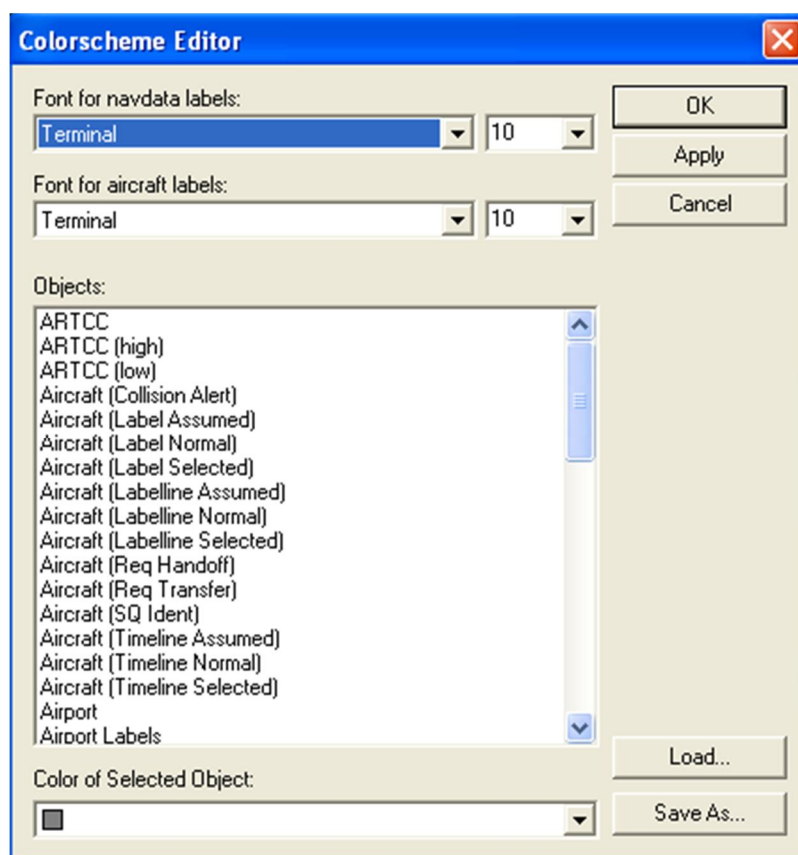 Colorscheme Editor
Font for navdata labels:
Terminal 10
Font for aircraft labels:
Terminal 10
OK
Apply
Cancel
Objects:
ARTCC
ARTCC (high)
ARTCC (low)
Aircraft (Collision Alert)
Aircraft (Label Assumed)
Aircraft (Label Normal)
Aircraft (Label Selected)
Aircraft (Labelline Assumed)
Aircraft (Labelline Normal)
Aircraft (Labelline Selected)
Aircraft (Req Handoff)
Aircraft (Req Transfer)
Aircraft (SQ Ident)
Aircraft (Timeline Assumed)
Aircraft (Timeline Normal)
Aircraft (Timeline Selected)
Airport
Airport Labels
Color of Selected Object:
Load...
Save As...